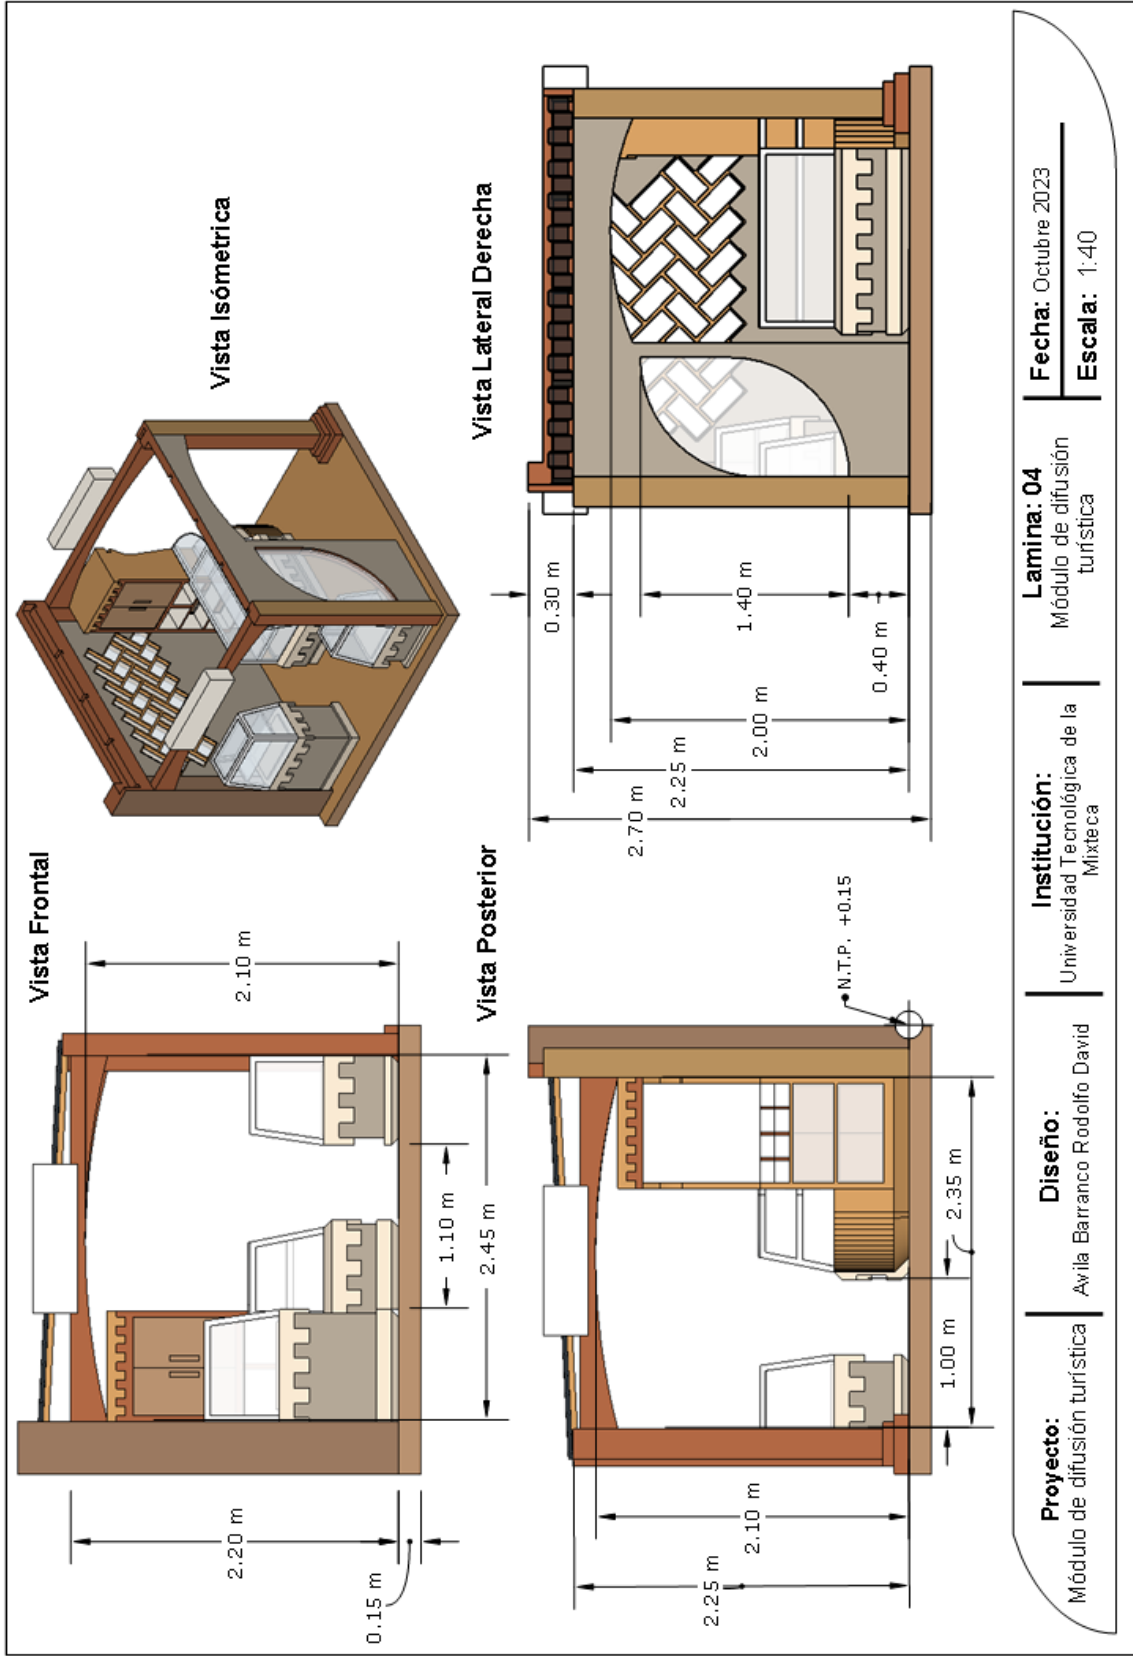 Vista Frontal
2.20 m
0.15 m
2.10 m
1.10 m
2.45 m
Vista Isómetrica
Vista Posterior
2.25 m
2.10 m
1.00 m
2.35 m
N.T.P. +0.15
Vista Lateral Derecha
0.30 m
1.40 m
0.40 m
2.00 m
2.25 m
2.70 m
Proyecto:
Módulo de difusión turística
Diseño:
Avila Barranco Rodolfo David
Institución:
Universidad Tecnológica de la
Mixteca
Lamina: 04
Módulo de difusión
turística
Fecha: Octubre 2023
Escala: 1:40